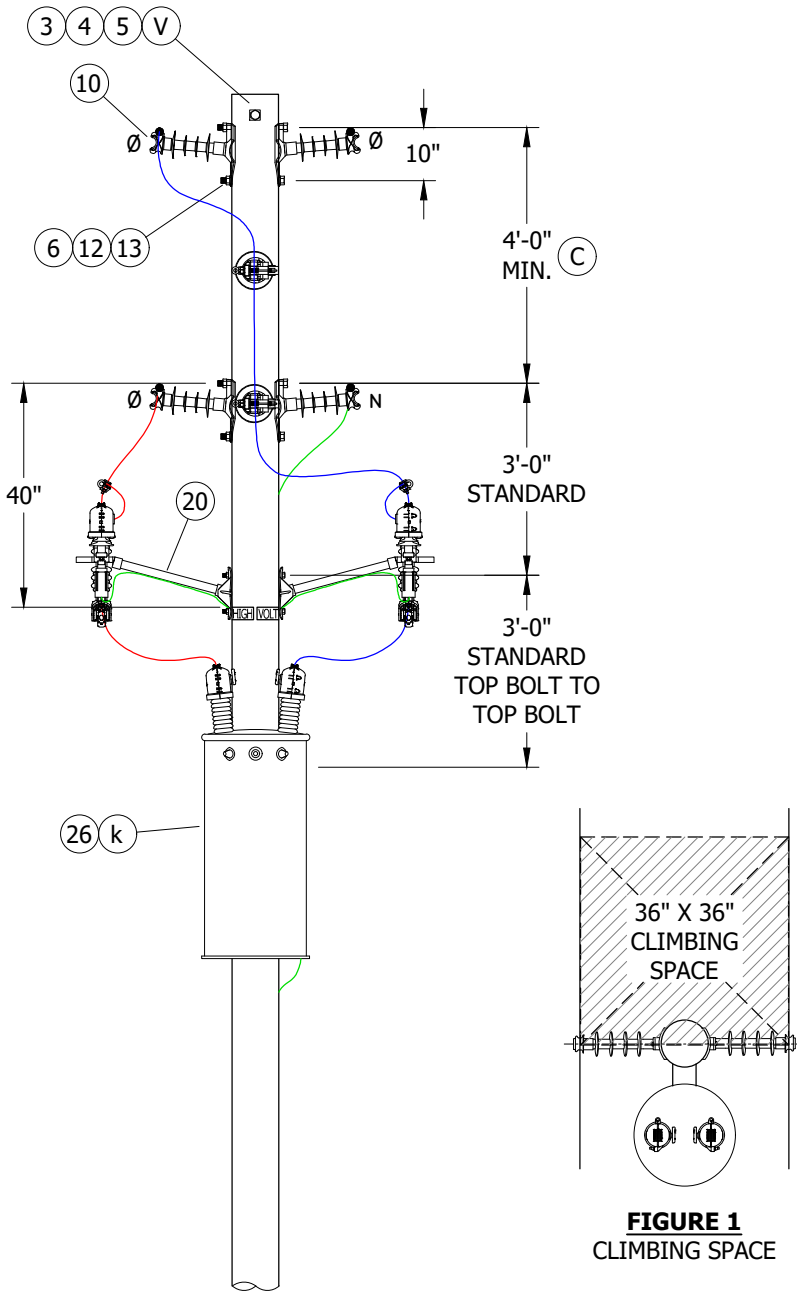 3 4 5 V
10
Ø
Ø
10"
6 12 13
4'-0"
MIN.
C
Ø
N
40"
3'-0"
STANDARD
20
HIGH VOLT
3'-0"
STANDARD
TOP BOLT TO
TOP BOLT
26 k
36" X 36"
CLIMBING
SPACE
FIGURE 1
CLIMBING SPACE